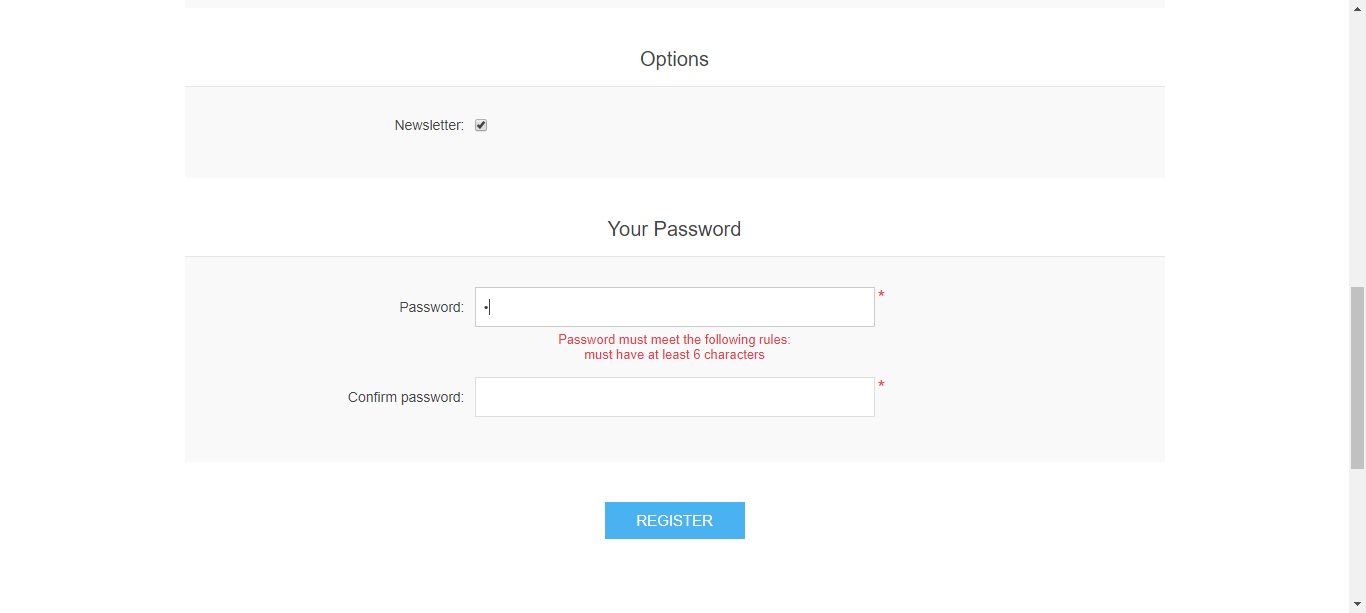 Options
Newsletter:
Your Password
Password: • *
Password must meet the following rules:
must have at least 6 characters
Confirm password: *
REGISTER